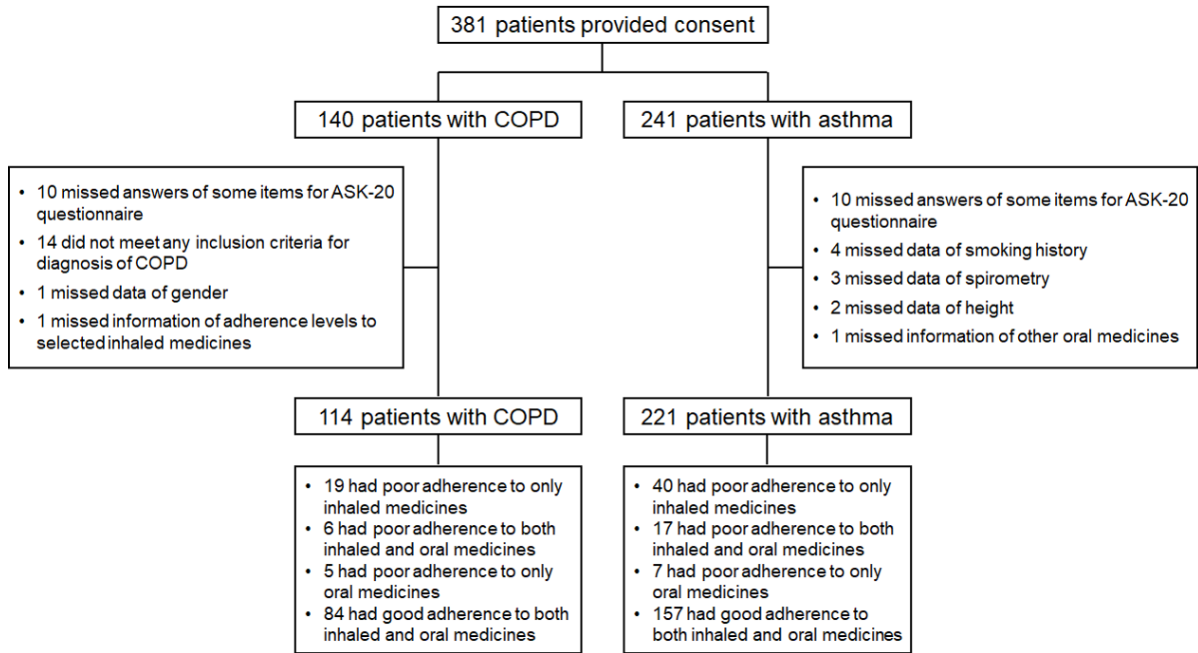 381 patients provided consent
140 patients with COPD
241 patients with asthma
• 10 missed answers of some items for ASK-20
questionnaire
• 14 did not meet any inclusion criteria for
diagnosis of COPD
• 1 missed data of gender
• 1 missed information of adherence levels to
selected inhaled medicines
• 10 missed answers of some items for ASK-20
questionnaire
• 4 missed data of smoking history
• 3 missed data of spirometry
• 2 missed data of height
• 1 missed information of other oral medicines
114 patients with COPD
221 patients with asthma
• 19 had poor adherence to only
inhaled medicines
• 6 had poor adherence to both
inhaled and oral medicines
• 5 had poor adherence to only
oral medicines
• 84 had good adherence to both
inhaled and oral medicines
• 40 had poor adherence to only
inhaled medicines
• 17 had poor adherence to both
inhaled and oral medicines
• 7 had poor adherence to only
oral medicines
• 157 had good adherence to
both inhaled and oral medicines